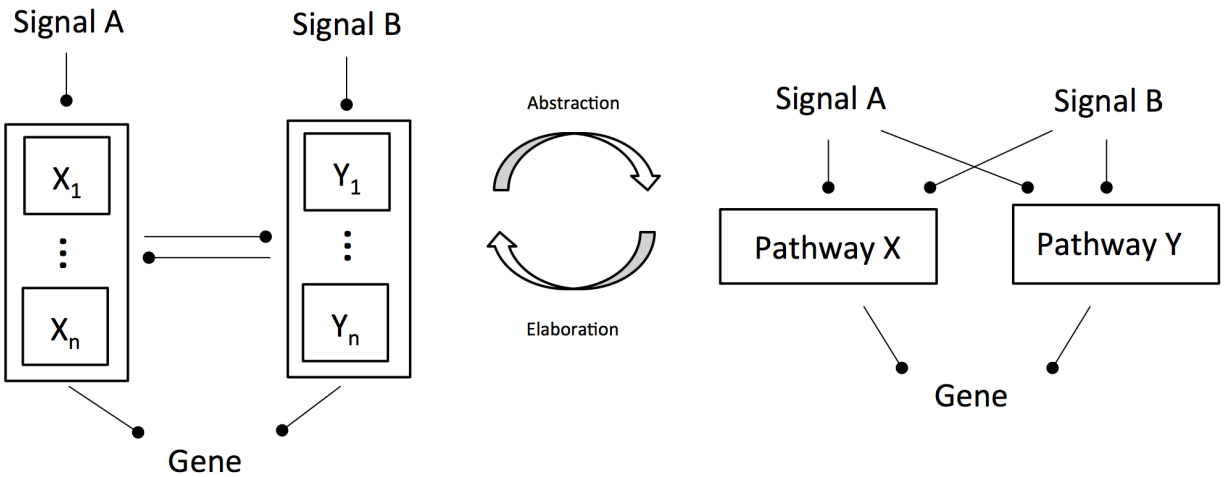 Signal A
Signal B
X1
⋮
Xn
Y1
⋮
Yn
Gene
Abstraction
Elaboration
Signal A
Signal B
Pathway X
Pathway Y
Gene